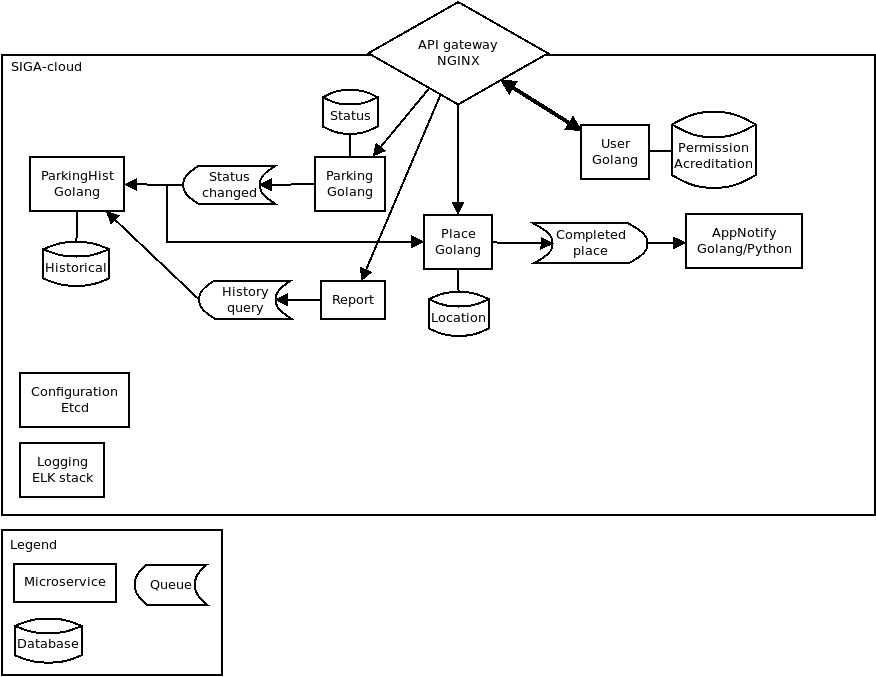 API gateway
NGINX
SIGA-cloud
Status
User
Golang
Permission
Acreditation
ParkingHist
Golang
Status
changed
Parking
Golang
Place
Golang
Completed
place
AppNotify
Golang/Python
Historical
History
query
Report
Location
Configuration
Etcd
Logging
ELK stack
Legend
Microservice
Queue
Database